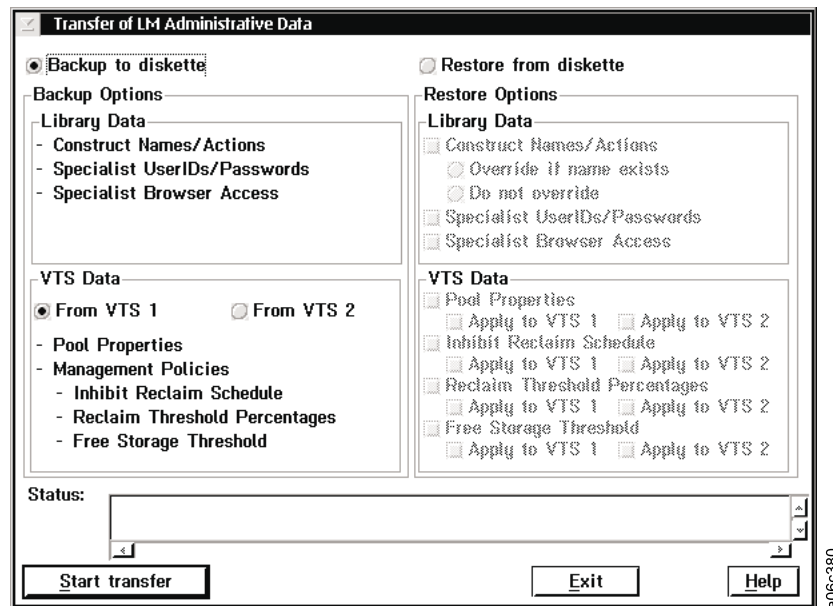 Transfer of LM Administrative Data
Backup to diskette
Backup Options
Library Data
- Construct Names/Actions
- Specialist UserIDs/Passwords
- Specialist Browser Access
VTS Data
From VTS 1 From VTS 2
- Pool Properties
- Management Policies
- Inhibit Reclaim Schedule
- Reclaim Threshold Percentages
- Free Storage Threshold
Restore from diskette
Restore Options
Library Data
Construct Names/Actions
Override if name exists
Do not override
Specialist UserIDs/Passwords
Specialist Browser Access
VTS Data
Pool Properties
Apply to VTS 1 Apply to VTS 2
Inhibit Reclaim Schedule
Apply to VTS 1 Apply to VTS 2
Reclaim Threshold Percentages
Apply to VTS 1 Apply to VTS 2
Free Storage Threshold
Apply to VTS 1 Apply to VTS 2
Status:
Start transfer Exit Help